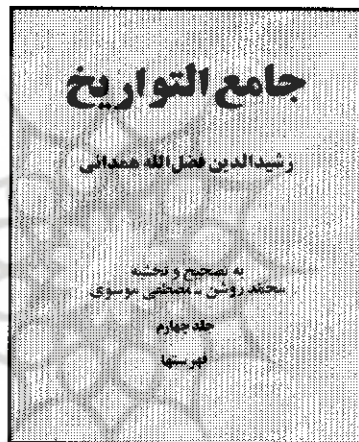 جامع التواریخ
رشیدالدین فضل‌الله همدانی
به تصحیح و تحشیه
محمد روشن ـ مصطفی موسوی
جلد چهارم
فهرستها